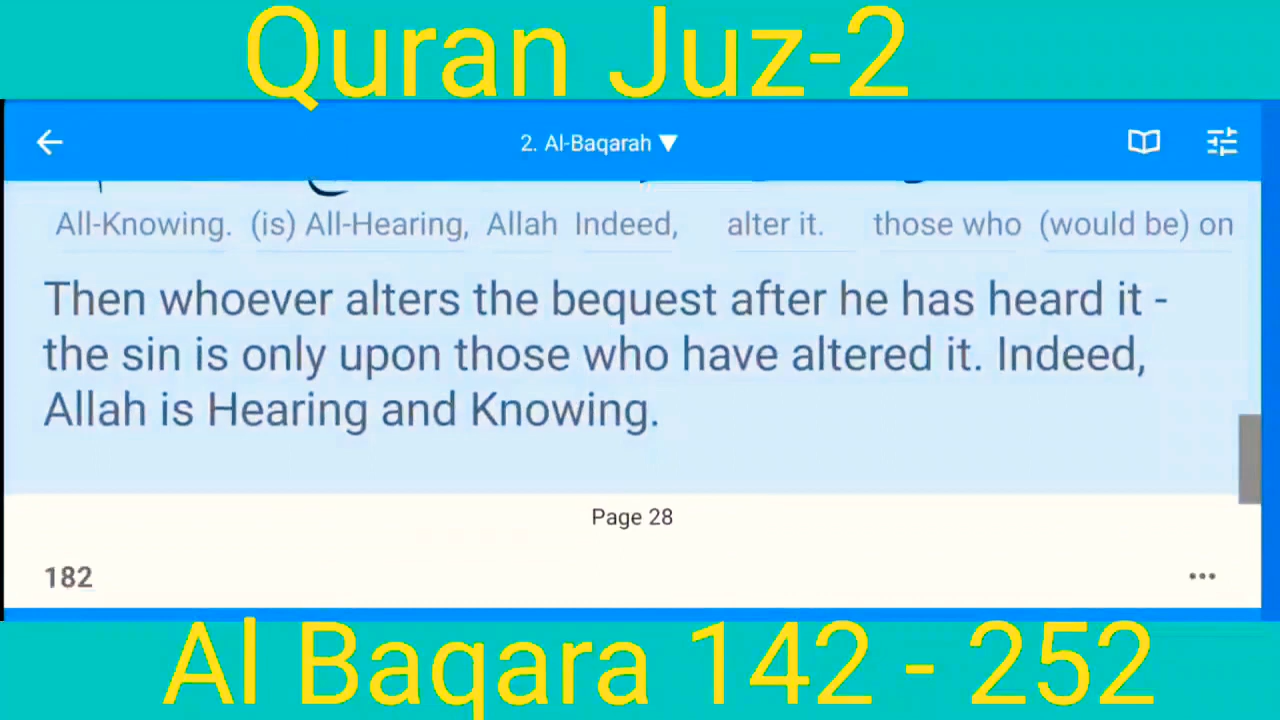 Quran Juz-2
2. Al-Baqarah ▼
All-Knowing. (is) All-Hearing, Allah Indeed, alter it. those who (would be) on
Then whoever alters the bequest after he has heard it -
the sin is only upon those who have altered it. Indeed,
Allah is Hearing and Knowing.
Page 28
182
Al Baqara 142 - 252